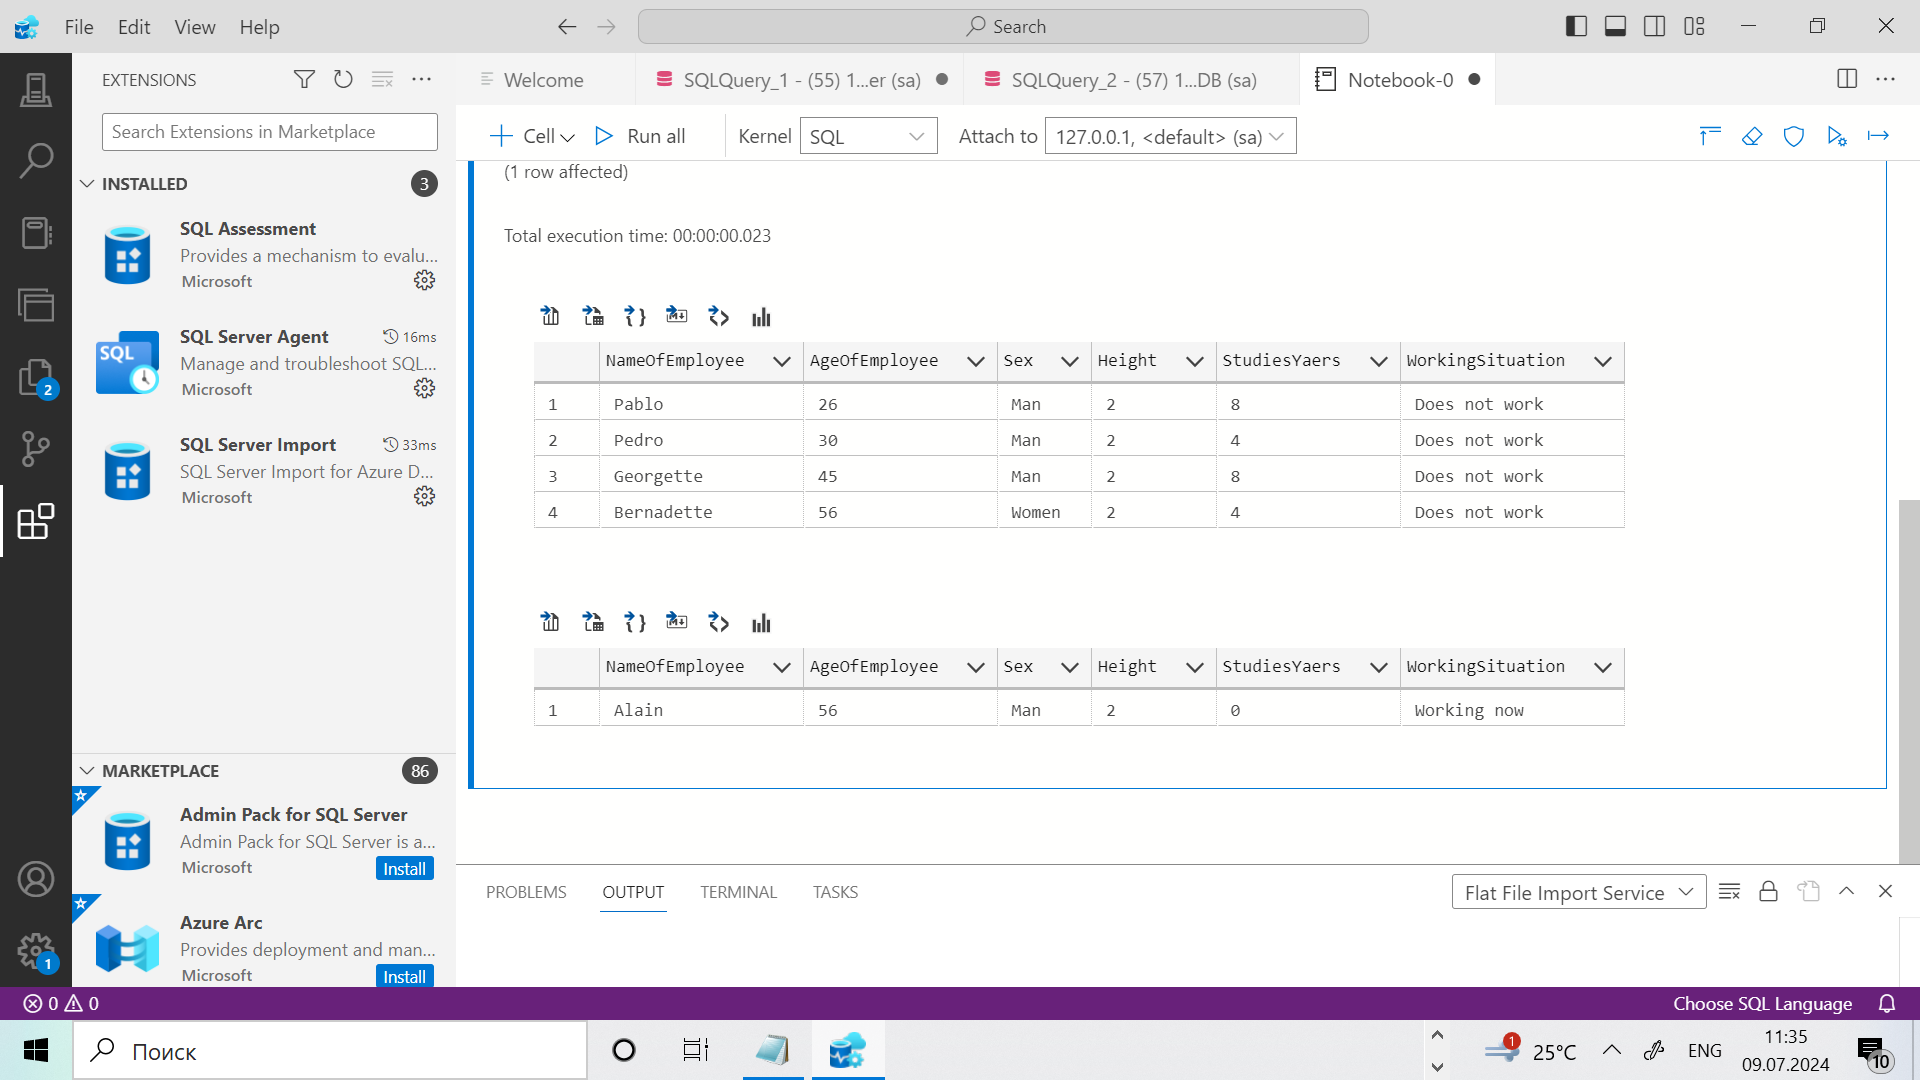 File Edit View Help
Search
EXTENSIONS
Search Extensions in Marketplace
INSTALLED 3
SQL Assessment
Provides a mechanism to evalu...
Microsoft
SQL Server Agent 16ms
Manage and troubleshoot SQL...
Microsoft
SQL Server Import 33ms
SQL Server Import for Azure D...
Microsoft
MARKETPLACE 86
Admin Pack for SQL Server
Admin Pack for SQL Server is a...
Microsoft Install
Azure Arc
Provides deployment and man...
Microsoft Install
2
1
Welcome SQLQuery_1 - (55) 1...er (sa) SQLQuery_2 - (57) 1...DB (sa) Notebook-0
Cell Run all Kernel SQL Attach to 127.0.0.1, <default> (sa)
(1 row affected)
Total execution time: 00:00:00.023
NameOfEmployee AgeOfEmployee Sex Height StudiesYaers WorkingSituation
1 Pablo 26 Man 2 8 Does not work
2 Pedro 30 Man 2 4 Does not work
3 Georgette 45 Man 2 8 Does not work
4 Bernadette 56 Women 2 4 Does not work
NameOfEmployee AgeOfEmployee Sex Height StudiesYaers WorkingSituation
1 Alain 56 Man 2 0 Working now
PROBLEMS OUTPUT TERMINAL TASKS Flat File Import Service
0 0 Choose SQL Language
Поиск 1 25°C ENG 11:35
09.07.2024 10